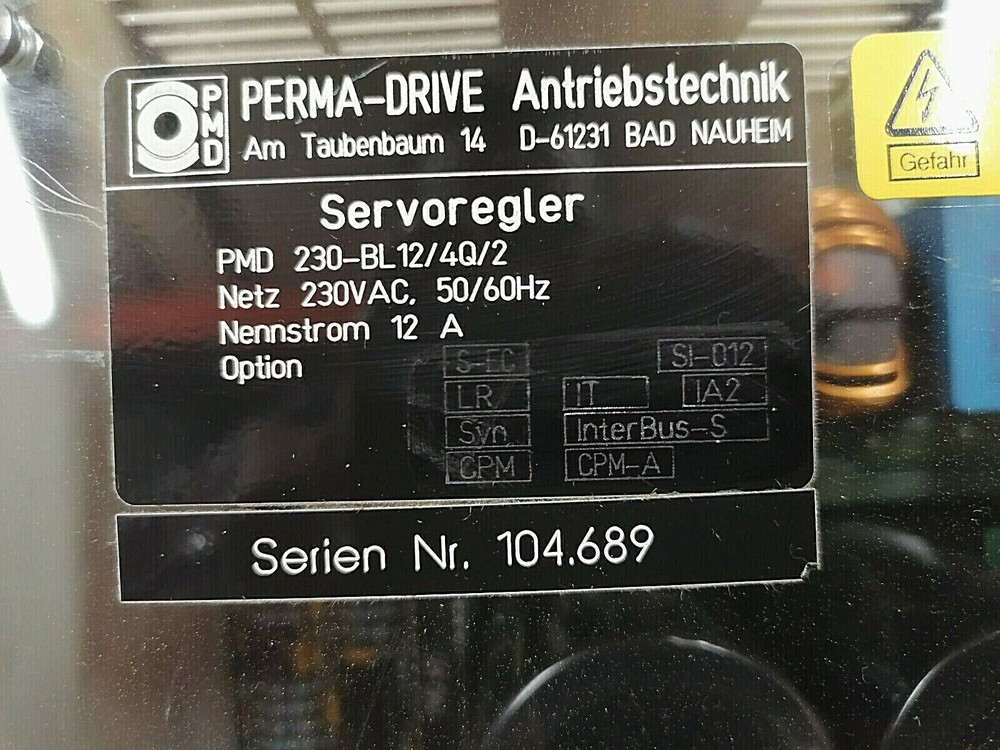 PMD
PERMA-DRIVE Antriebstechnik
Am Taubenbaum 14 D-61231 BAD NAUHEIM
Gefahr
Servoregler
PMD 230-BL12/4Q/2
Netz 230VAC, 50/60Hz
Nennstrom 12 A
Option
S-FC SI-012
LR IT IA2
Syn. InterBus-S
CPM CPM-A
Serien Nr. 104.689